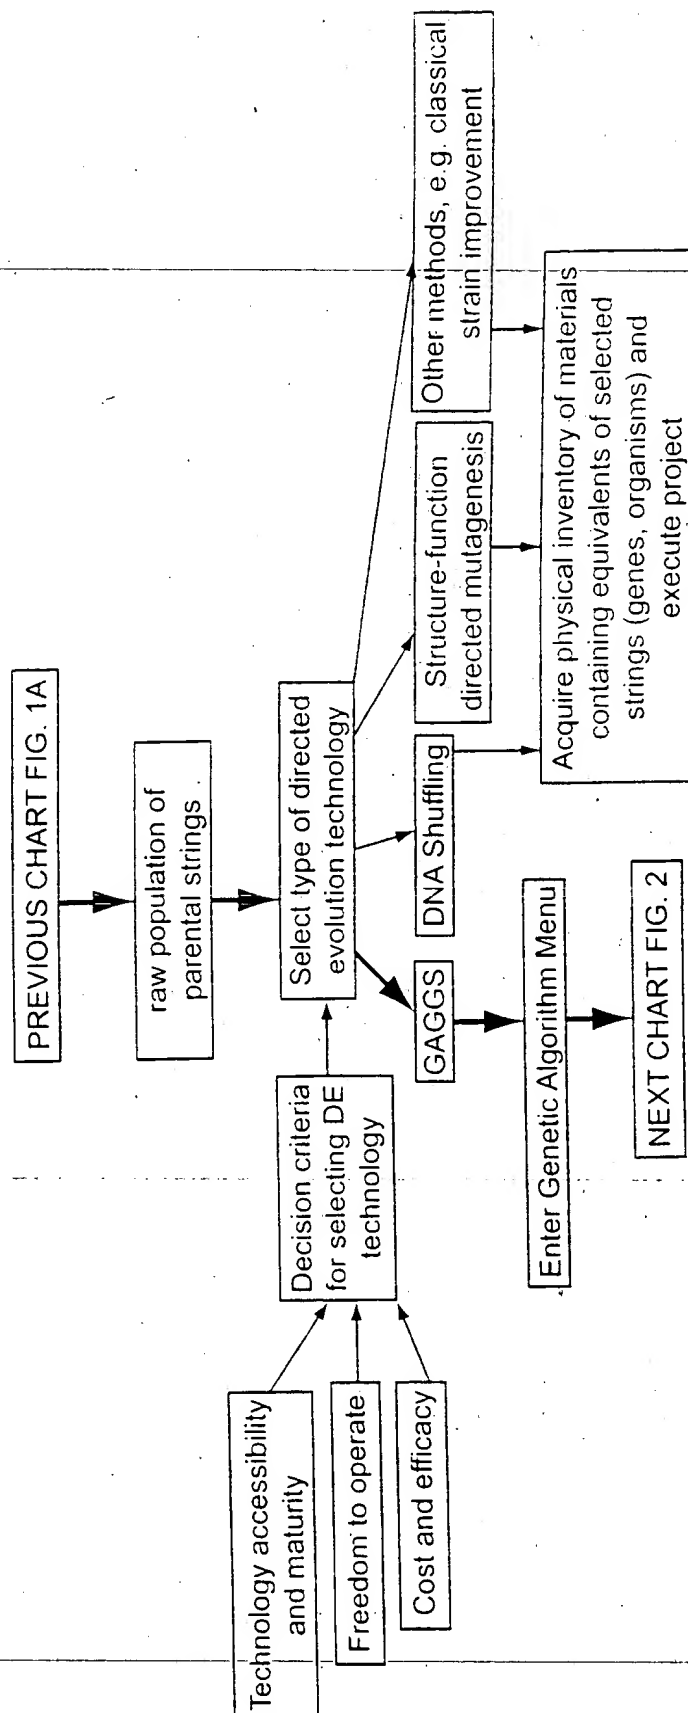 PREVIOUS CHART FIG. 1A
raw population of
parental strings
Technology accessibility
and maturity
Freedom to operate
Cost and efficacy
Decision criteria
for selecting DE
technology
Select type of directed
evolution technology
GAGGS
DNA Shuffling
Structure-function
directed mutagenesis
Other methods, e.g. classical
strain improvement
Enter Genetic Algorithm Menu
Acquire physical inventory of materials
containing equivalents of selected
strings (genes, organisms) and
execute project
NEXT CHART FIG. 2